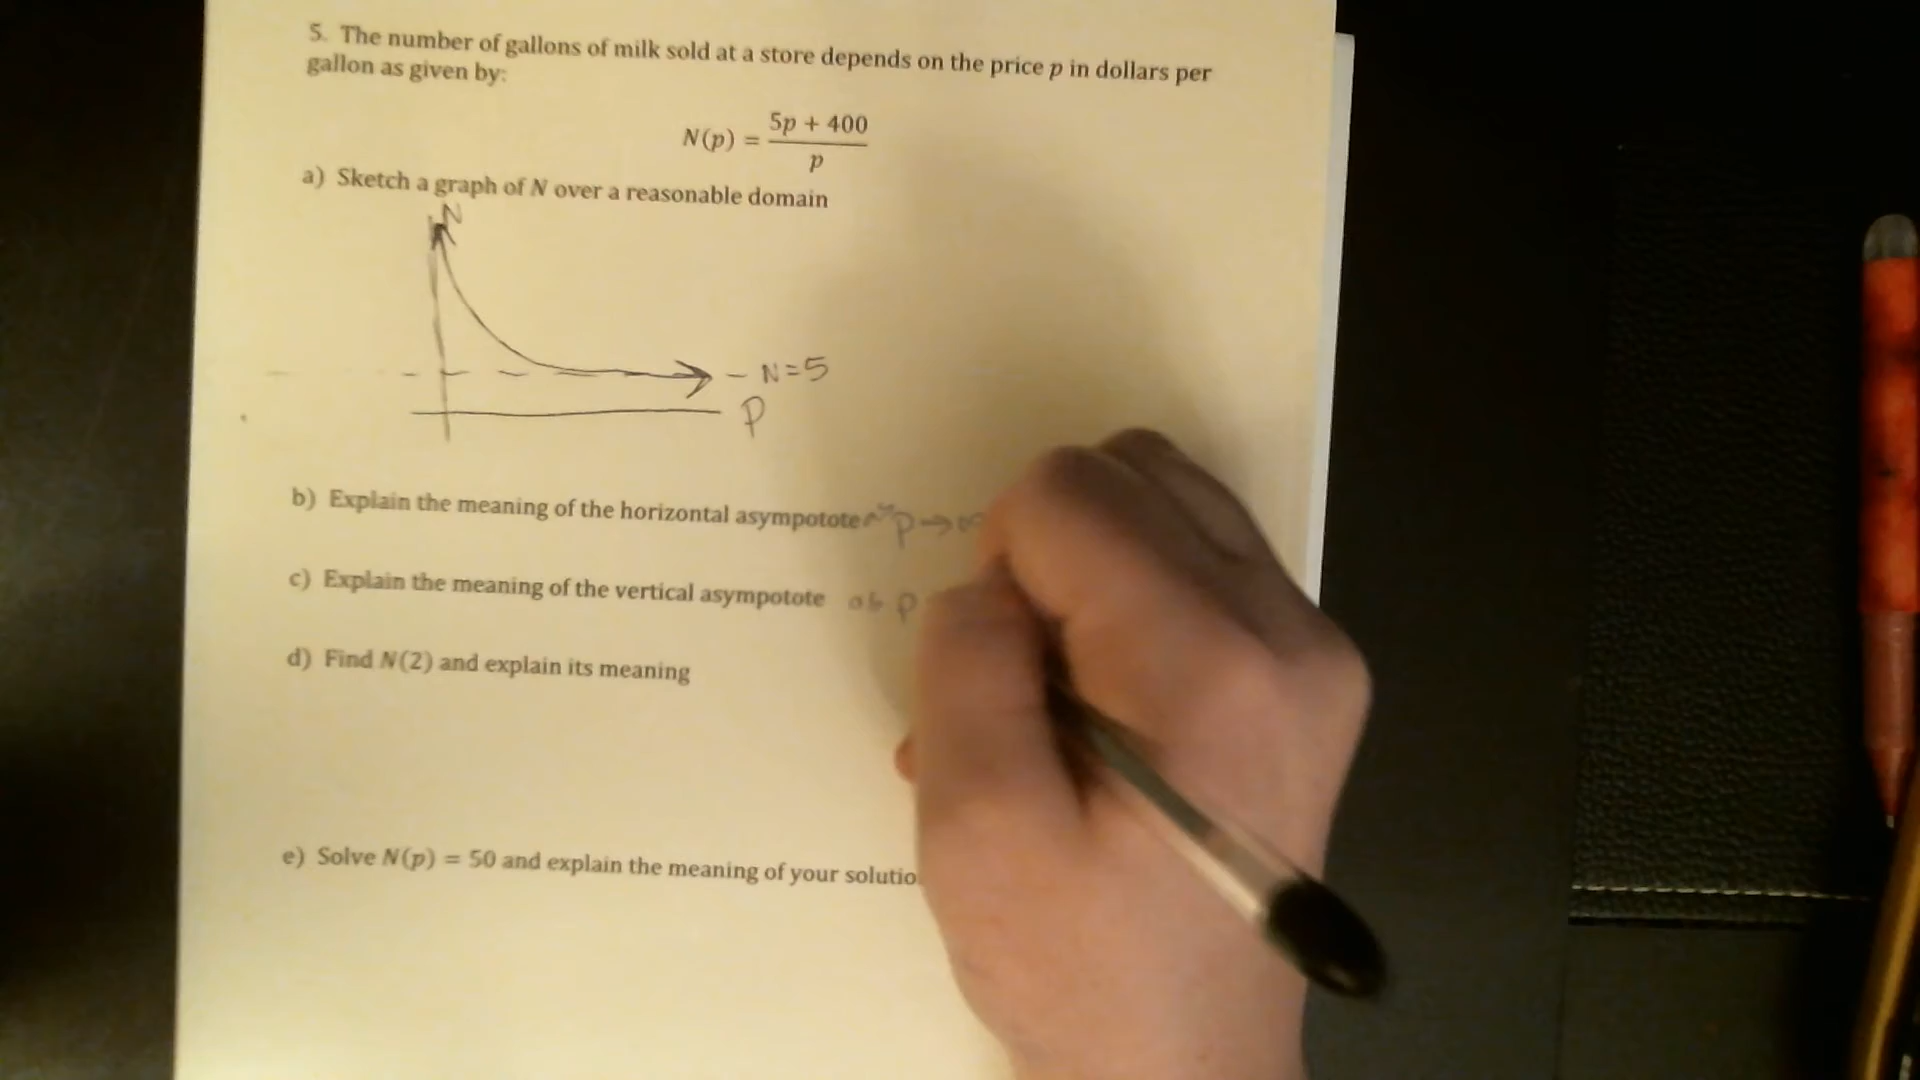 5. The number of gallons of milk sold at a store depends on the price p in dollars per
gallon as given by:
N(p) = (5p + 400)/p
a) Sketch a graph of N over a reasonable domain
N
- N=5
P
b) Explain the meaning of the horizontal asympotote p→∞
c) Explain the meaning of the vertical asympotote as p
d) Find N(2) and explain its meaning
e) Solve N(p) = 50 and explain the meaning of your